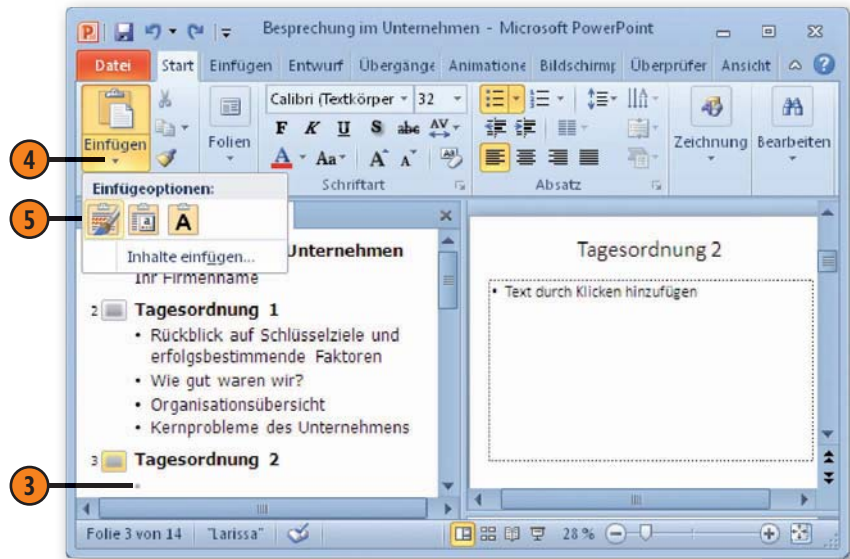 Besprechung im Unternehmen - Microsoft PowerPoint
Datei Start Einfügen Entwurf Übergänge Animatione Bildschirmp Überprüfer Ansicht
Calibri (Textkörper 32
Einfügen
Folien
F K U S abc AV
A Aa A A
Zeichnung Bearbeiten
Schriftart Absatz
4
Einfügeoptionen:
5
a A
Inhalte einfügen...
Unternehmen
Ihr Firmenname
2 Tagesordnung 1
• Rückblick auf Schlüsselziele und
erfolgsbestimmende Faktoren
• Wie gut waren wir?
• Organisationsübersicht
• Kernprobleme des Unternehmens
3 Tagesordnung 2
3
Tagesordnung 2
• Text durch Klicken hinzufügen
Folie 3 von 14 "Larissa" 28 %